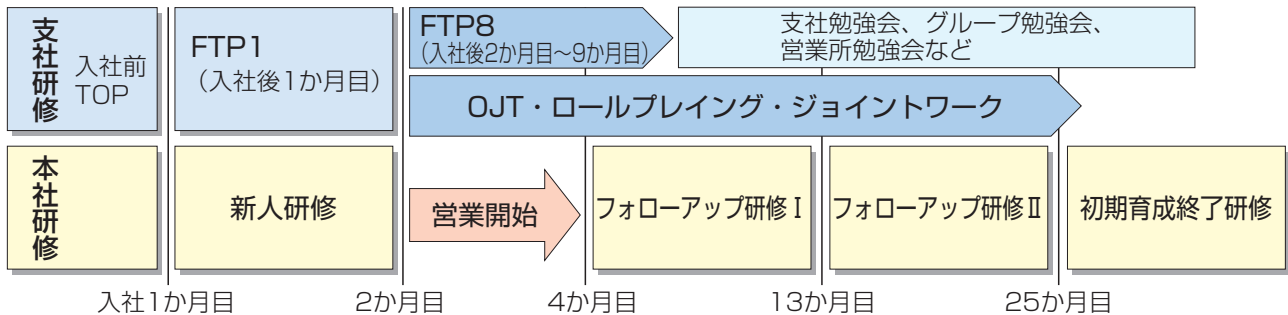 支社研修
入社前
TOP
FTP1
（入社後1か月目）
FTP8
（入社後2か月目～9か月目）
支社勉強会、グループ勉強会、
営業所勉強会など
OJT・ロールプレイング・ジョイントワーク
本社研修
新人研修
営業開始
フォローアップ研修Ⅰ
フォローアップ研修Ⅱ
初期育成終了研修
入社1か月目
2か月目
4か月目
13か月目
25か月目